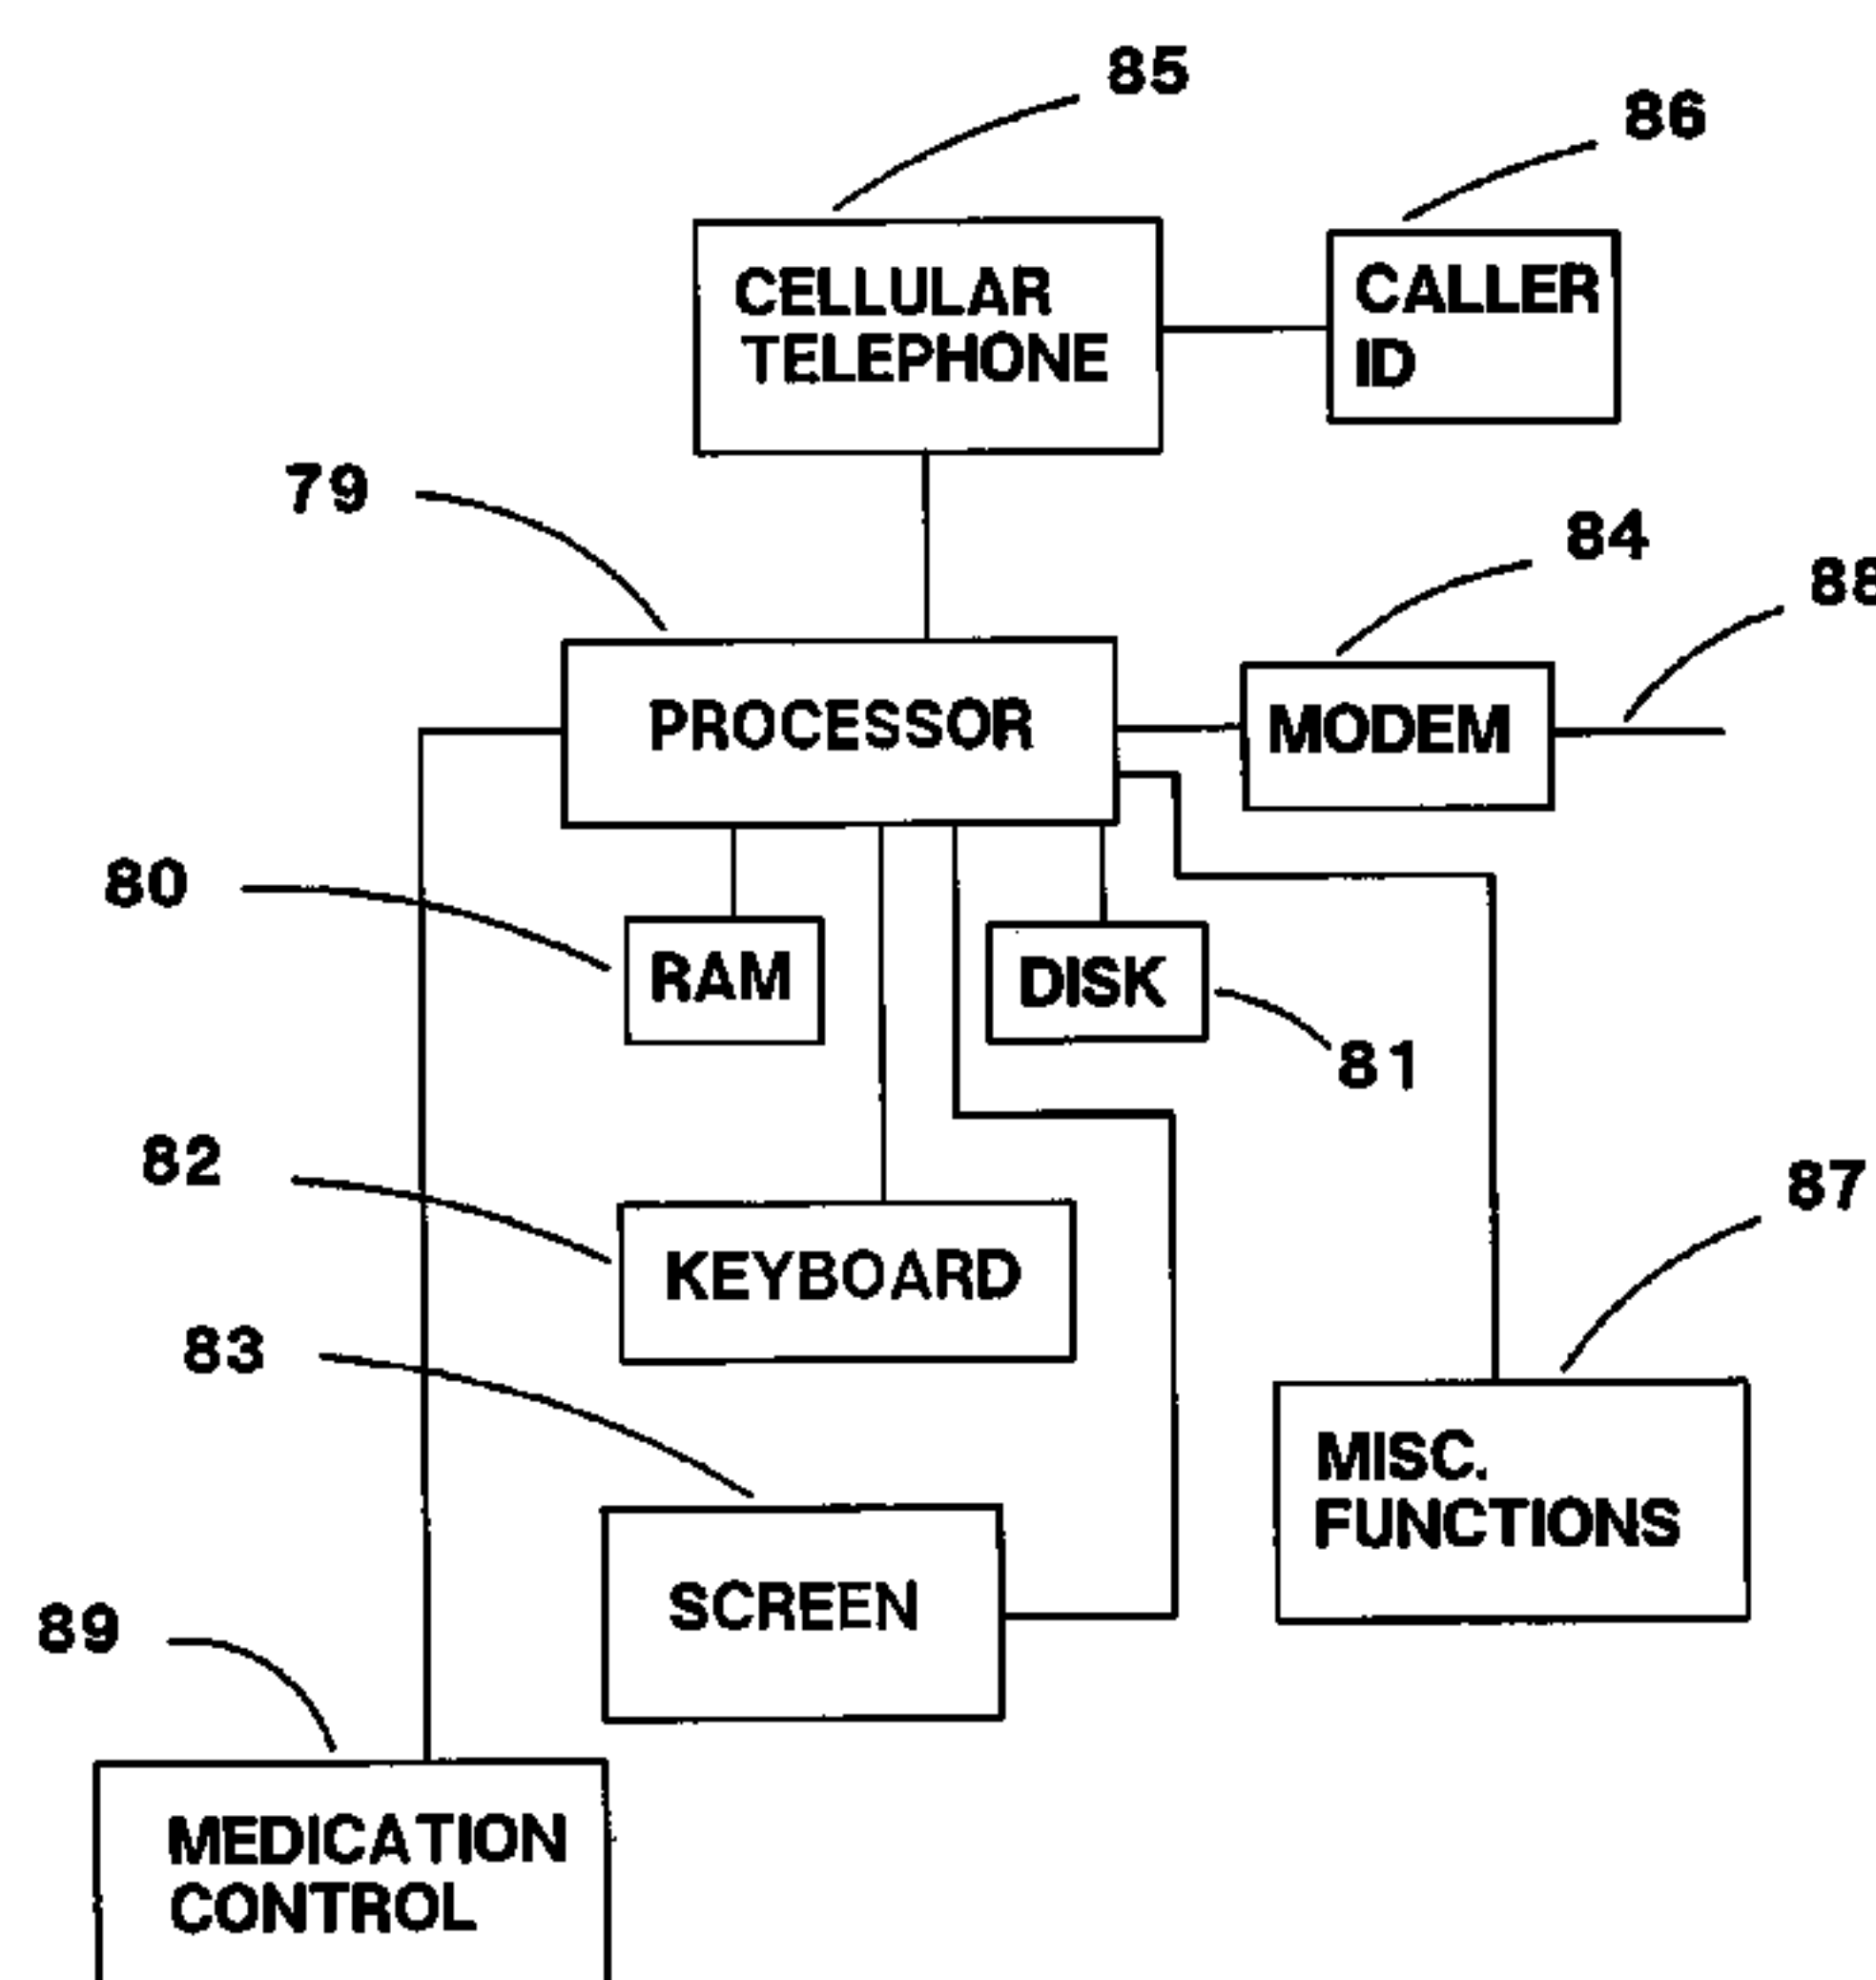 85
86
CELLULAR
TELEPHONE
CALLER
ID
79
84
88
PROCESSOR
MODEM
80
RAM
DISK
81
82
87
KEYBOARD
83
MISC.
FUNCTIONS
SCREEN
89
MEDICATION
CONTROL